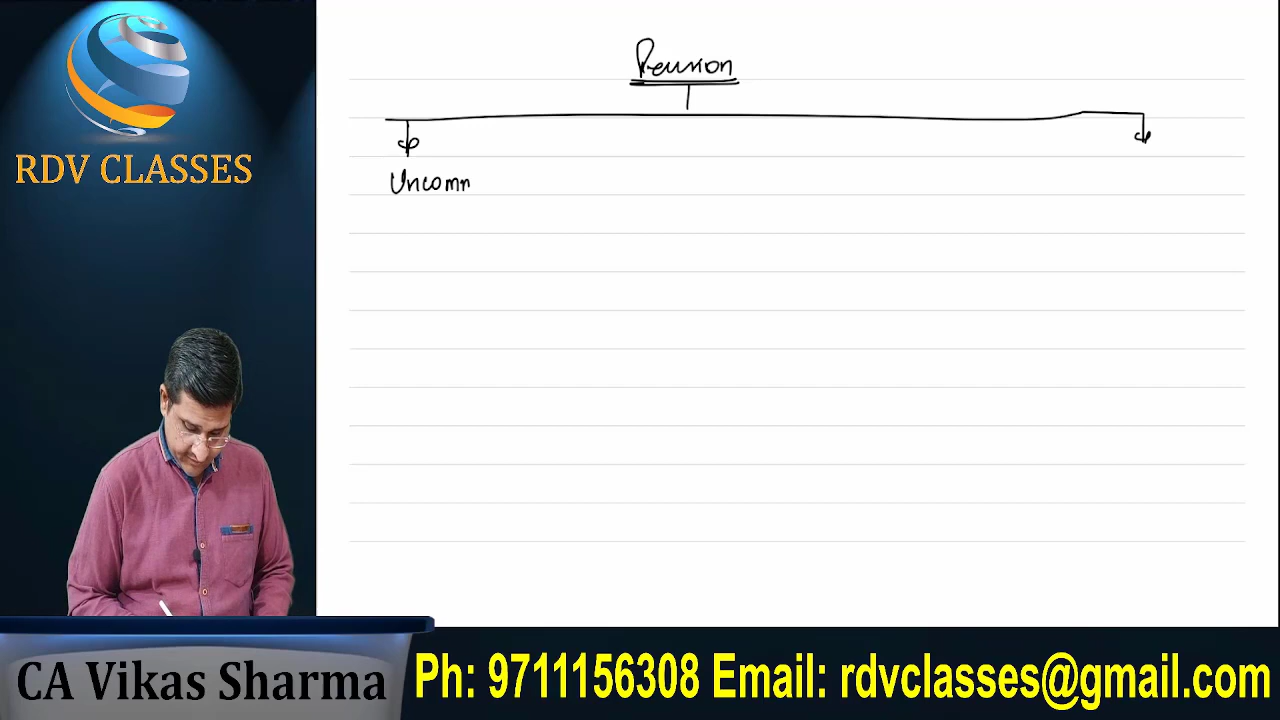 RDV CLASSES
Pension
Uncomm
CA Vikas Sharma
Ph: 9711156308 Email: rdvclasses@gmail.com